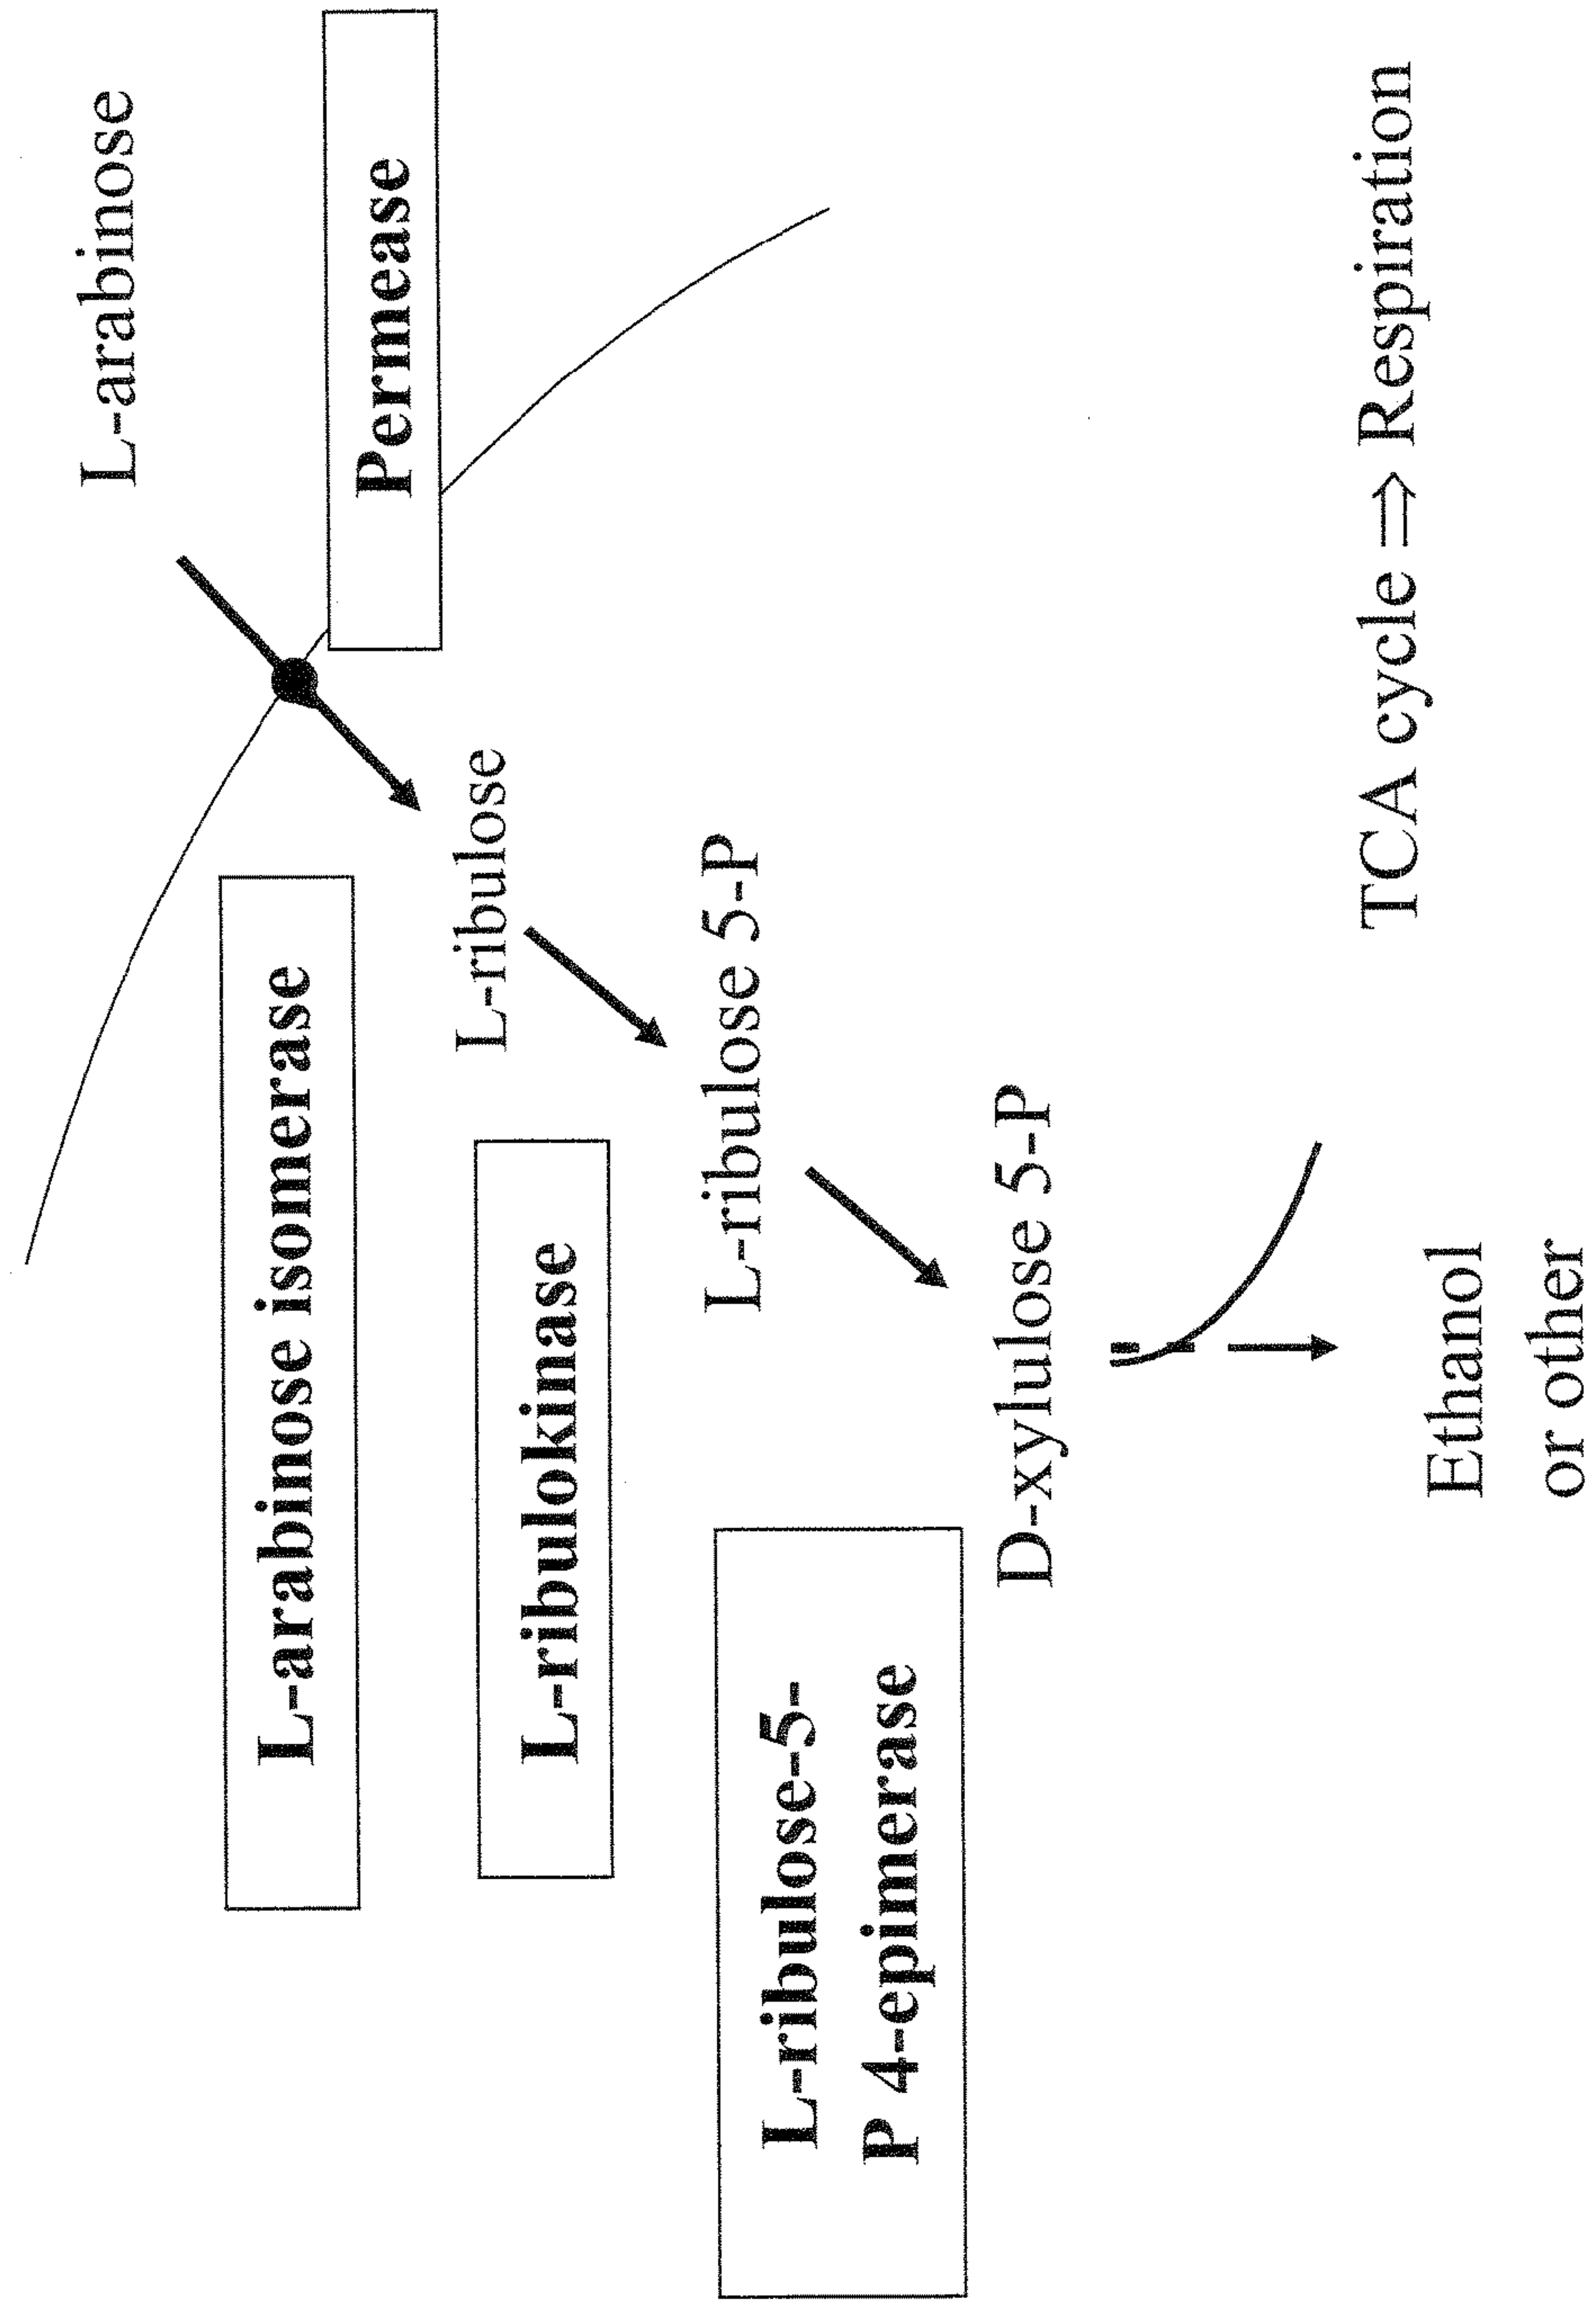 L-arabinose
L-arabinose isomerase
Permease
L-ribulose
L-ribulokinase
L-ribulose 5-P
L-ribulose-5-
P 4-epimerase
D-xylulose 5-P
TCA cycle ⇒ Respiration
Ethanol
or other